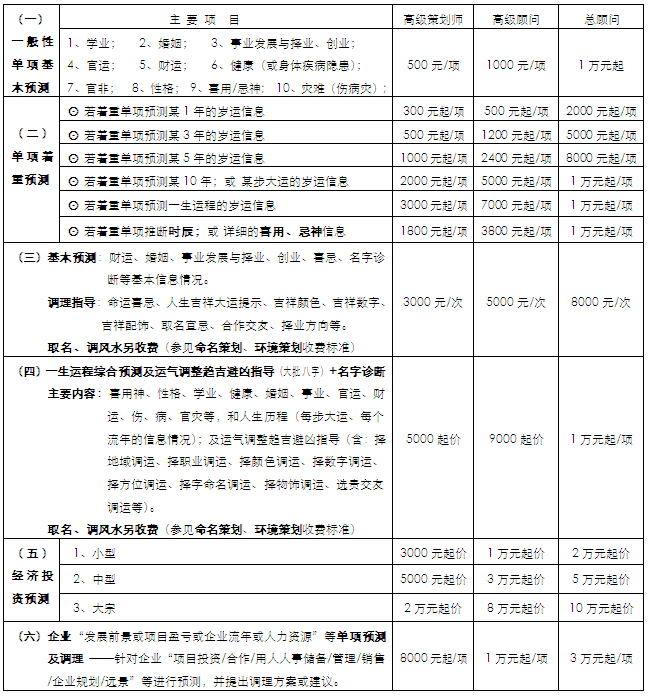 （一） 主 要 项 目 高级策划师 高级顾问 总顾问
一般性单项基本预测
1、学业； 2、婚姻； 3、事业发展与择业、创业；
4、官运； 5、财运； 6、健康（或身体疾病隐患）；
7、官非； 8、性格； 9、喜用/忌神； 10、灾难（伤病灾）；
500 元/项 1000 元/项 1 万元起
（二）单项着重预测
⊙ 若着重单项预测某 1 年的岁运信息 300 元起/项 500 元起/项 2000 元起/项
⊙ 若着重单项预测某 3 年的岁运信息 500 元起/项 1200 元起/项 5000 元起/项
⊙ 若着重单项预测某 5 年的岁运信息 1000 元起/项 2400 元起/项 8000 元起/项
⊙ 若着重单项预测某 10 年；或 某步大运的岁运信息 2000 元起/项 5000 元起/项 1 万元起/项
⊙ 若着重单项预测一生运程的岁运信息 3000 元起/项 7000 元起/项 1 万元起/项
⊙ 若着重单项推断时辰；或 详细的喜用、忌神信息 1800 元起/项 3800 元起/项 1 万元起/项
（三）基本预测：财运、婚姻、事业发展与择业、创业、喜忌、名字诊
断等基本信息情况。
调理指导：命运喜忌、人生吉祥大运提示、吉祥颜色、吉祥数字、
吉祥配饰、取名宜忌、合作交友、择业方向等。
取名、调风水另收费（参见命名策划、环境策划收费标准）
3000 元/次 5000 元/次 8000 元/次
（四）一生运程综合预测及运气调整趋吉避凶指导（大批八字）+名字诊断
主要内容：喜用神、性格、学业、健康、婚姻、事业、官运、财
运、伤、病、官灾等，和人生历程（每步大运、每个
流年的信息情况）；及运气调整趋吉避凶指导（含：择
地域调运、择职业调运、择颜色调运、择数字调运、
择方位调运、择字命名调运、择物饰调运、选贵交友
调运等）。
取名、调风水另收费（参见命名策划、环境策划收费标准）
5000 起价 9000 起价 1 万元起/项
（五）经济投资预测
1、小型 3000 元起价 1 万元起价 2 万元起价
2、中型 5000 元起价 3 万元起价 5 万元起价
3、大宗 2 万元起价 8 万元起价 10 万元起价
（六）企业“发展前景或项目盈亏或企业流年或人力资源”等单项预测
及调理 ——针对企业“项目投资/合作/用人人事储备/管理/销售
/企业规划/远景”等进行预测，并提出调理方案或建议。
8000 元起/项 1 万元起/项 3 万元起/项